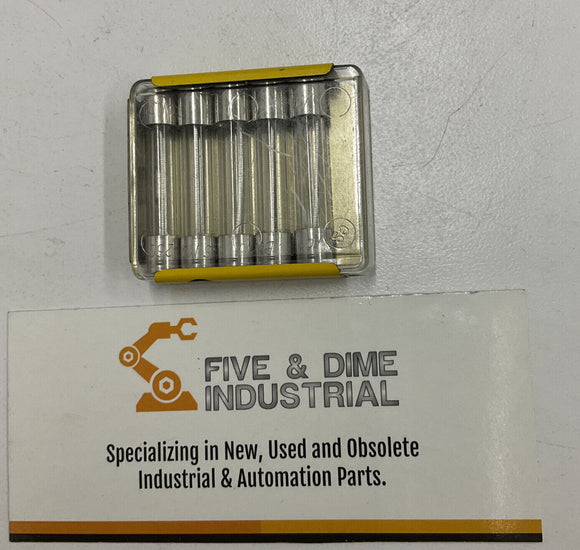 FIVE & DIME
INDUSTRIAL
Specializing in New, Used and Obsolete
Industrial & Automation Parts.